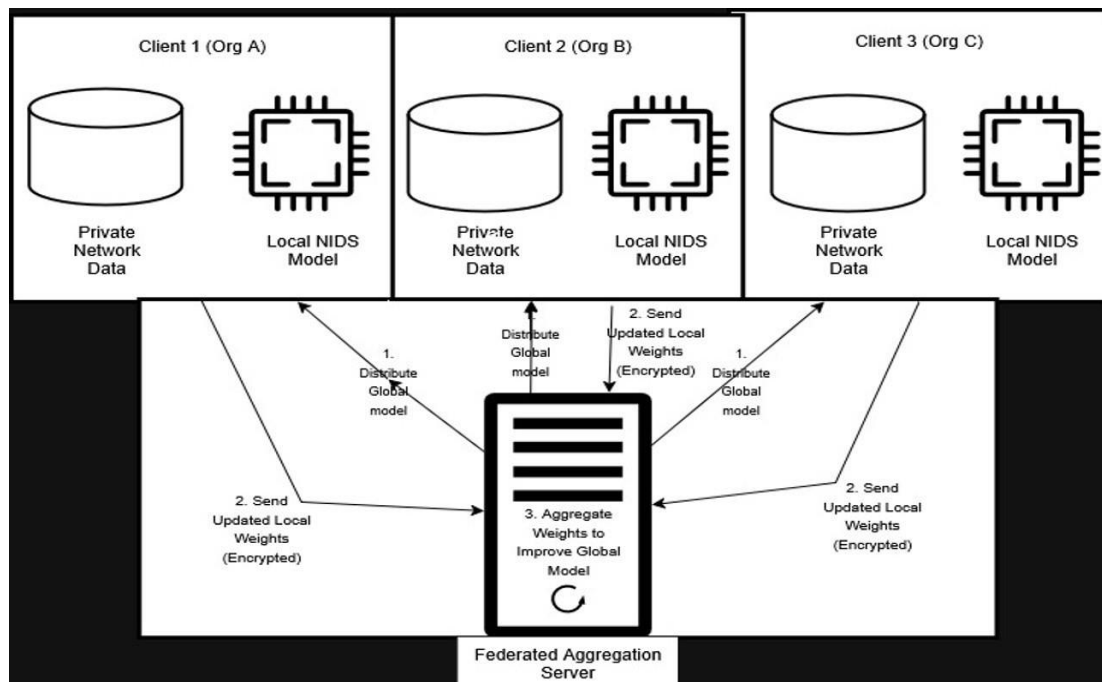 Client 1 (Org A)
Client 2 (Org B)
Client 3 (Org C)
Private
Network
Data
Local NIDS
Model
Private
Network
Data
Local NIDS
Model
Private
Network
Data
Local NIDS
Model
1.
Distribute
Global
model
1.
Distribute
Global
model
2. Send
Updated Local
Weights
(Encrypted)
1.
Distribute
Global
model
2. Send
Updated Local
Weights
(Encrypted)
2. Send
Updated Local
Weights
(Encrypted)
3. Aggregate
Weights to
Improve Global
Model
Federated Aggregation
Server